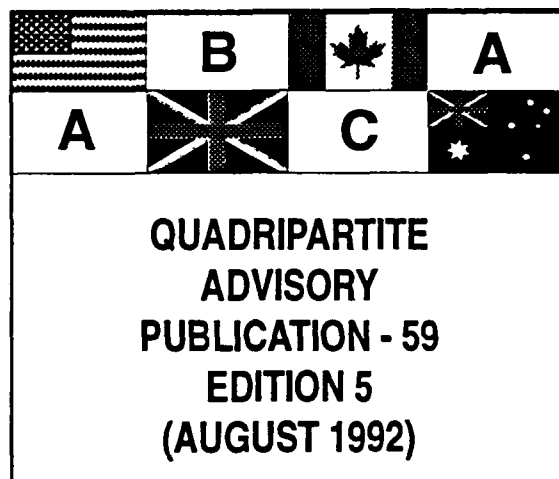 B A
A C
QUADRIPARTITE
ADVISORY
PUBLICATION - 59
EDITION 5
(AUGUST 1992)